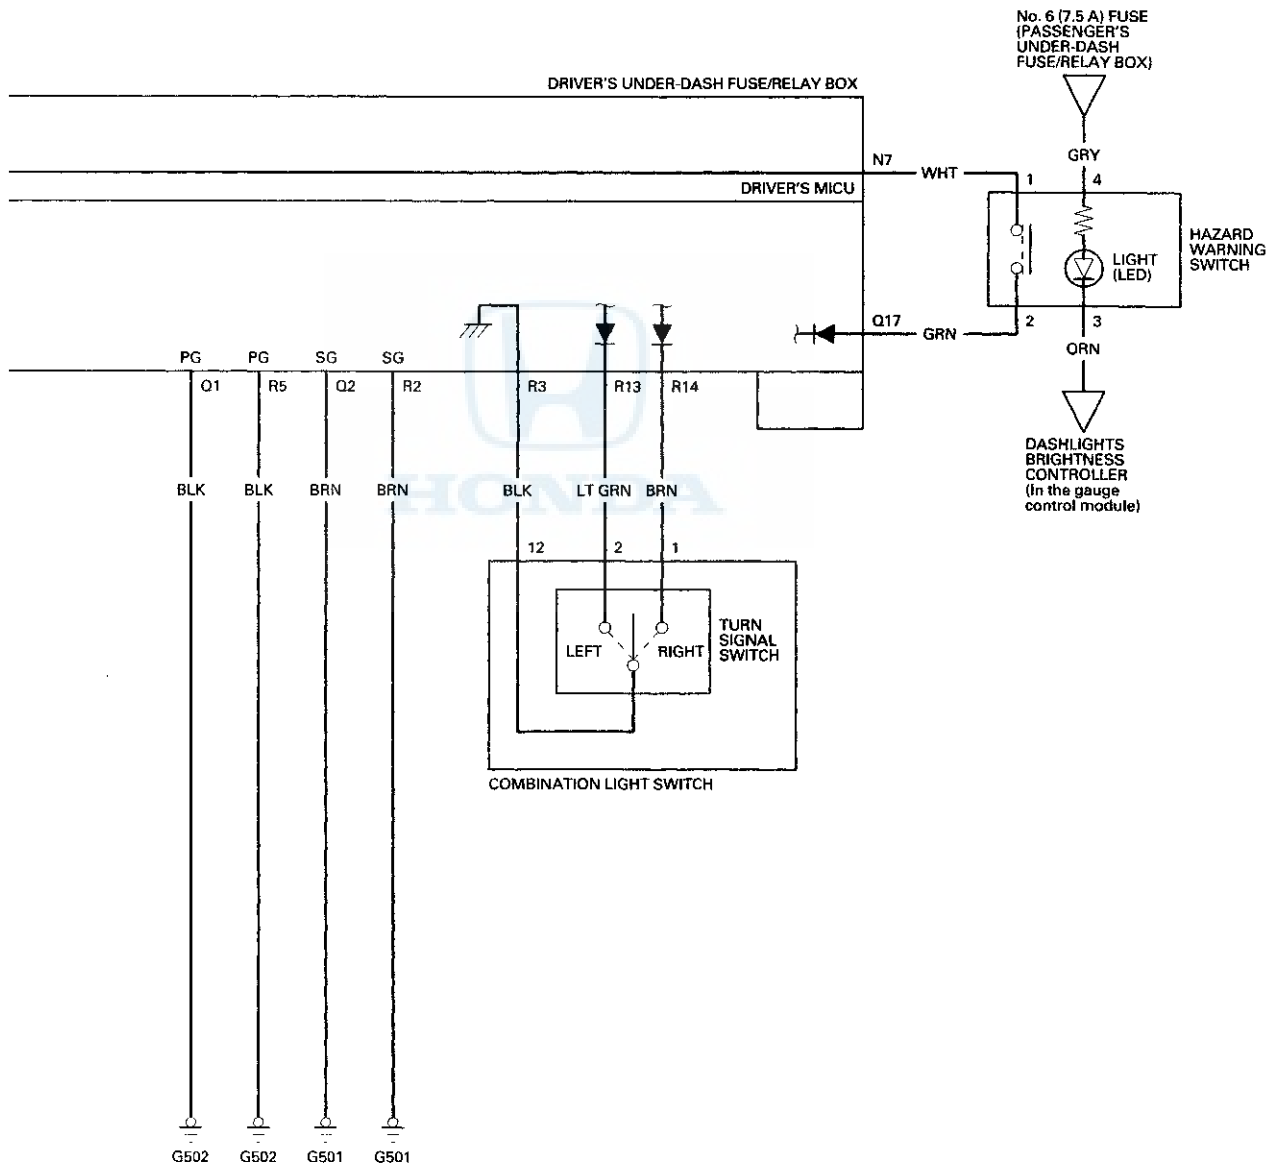 No. 6 (7.5 A) FUSE
(PASSENGER'S
UNDER-DASH
FUSE/RELAY BOX)
DRIVER'S UNDER-DASH FUSE/RELAY BOX
N7
WHT
GRY
DRIVER'S MICU
1
4
HAZARD
WARNING
SWITCH
LIGHT
(LED)
Q17
GRN
2
3
ORN
PG
PG
SG
SG
Q1
R5
Q2
R2
R3
R13
R14
DASHLIGHTS
BRIGHTNESS
CONTROLLER
(In the gauge
control module)
BLK
BLK
BRN
BRN
BLK
LT GRN
BRN
HONDA
12
2
1
TURN
SIGNAL
SWITCH
LEFT
RIGHT
COMBINATION LIGHT SWITCH
G502
G502
G501
G501